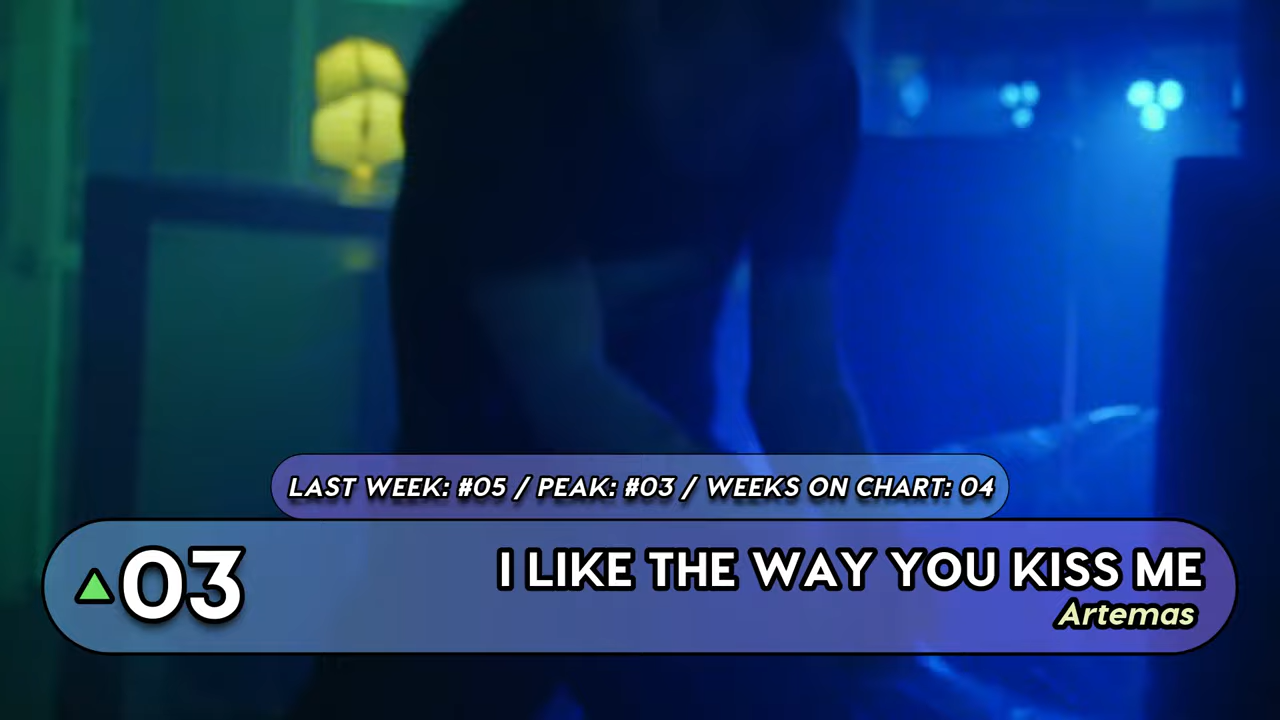 LAST WEEK: #05 / PEAK: #03 / WEEKS ON CHART: 04
▲03
I LIKE THE WAY YOU KISS ME
Artemas